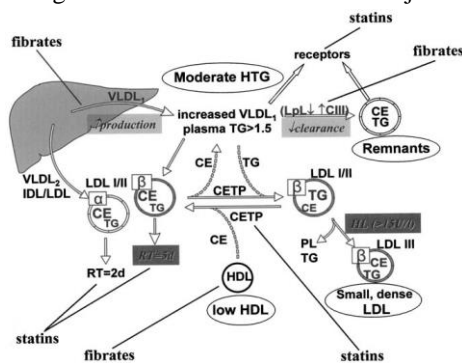 statins
fibrates
receptors
fibrates
Moderate HTG
VLDL₁
increased VLDL₁
plasma TG>1.5
(LpL↓ ↑CIII)
↑production
↓clearance
CE
TG
Remnants
VLDL₂
IDL/LDL
LDL I/II
α
CE
TG
β
CE
TG
CE
TG
CETP
CETP
LDL I/II
β
TG
CE
RT=2d
RT=5d
CE
HDL
low HDL
PL
TG
LDL III
β
CE
TG
Small, dense
LDL
statins
fibrates
statins